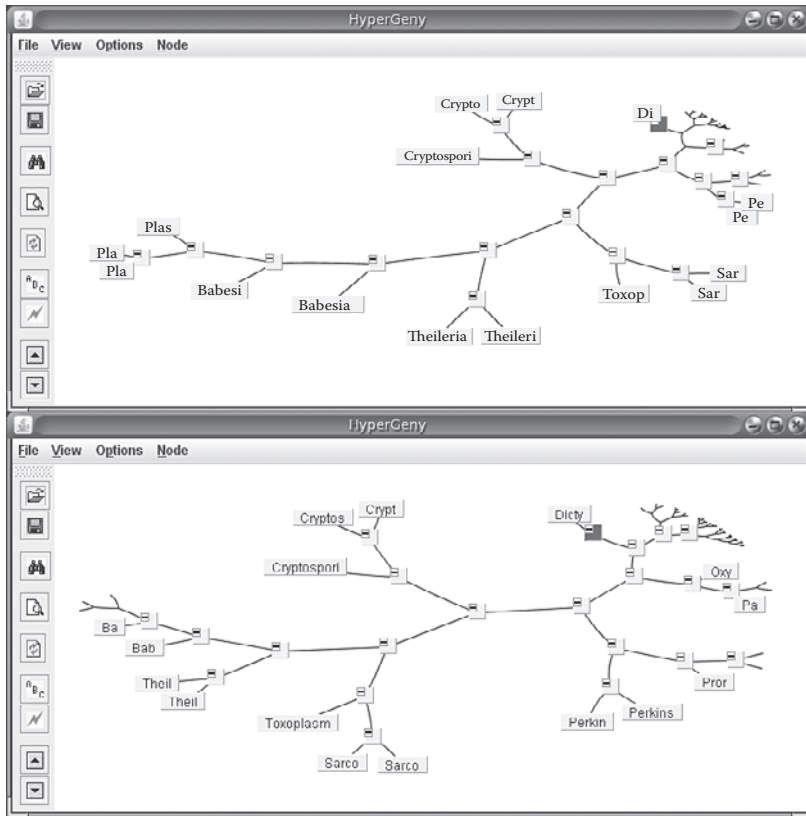 HyperGeny
File View Options Node
Crypto Crypt
Di
Cryptospori
Pe
Pe
Plas
Pla
Pla
Babesi
Babesia
Toxop
Sar
Sar
Theileria Theileri
A B C
HyperGeny
File View Options Node
Cryptos Crypt
Dicty
Cryptospori
Oxy
Pa
Ba
Bab
Theil
Theil
Pror
Toxoplasm
Perkin Perkins
Sarco Sarco
A B C